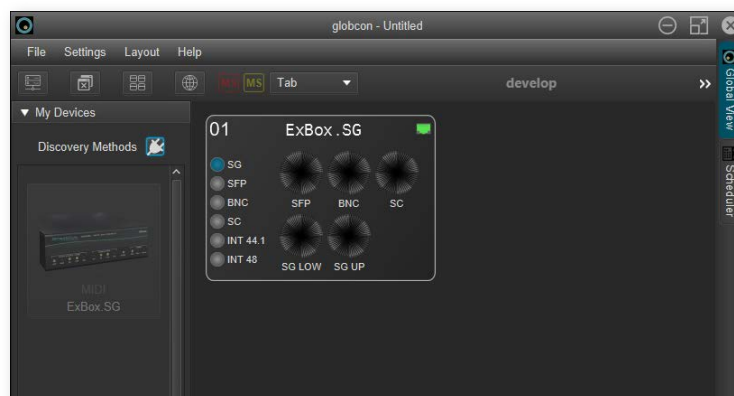 globcon - Untitled
File Settings Layout Help
MS Tab develop »
My Devices
Discovery Methods
MIDI
ExBox.SG
01 ExBox.SG
SG
SFP
BNC
SC
INT 44.1
INT 48
SFP BNC SC
SG LOW SG UP
Global View
Scheduler